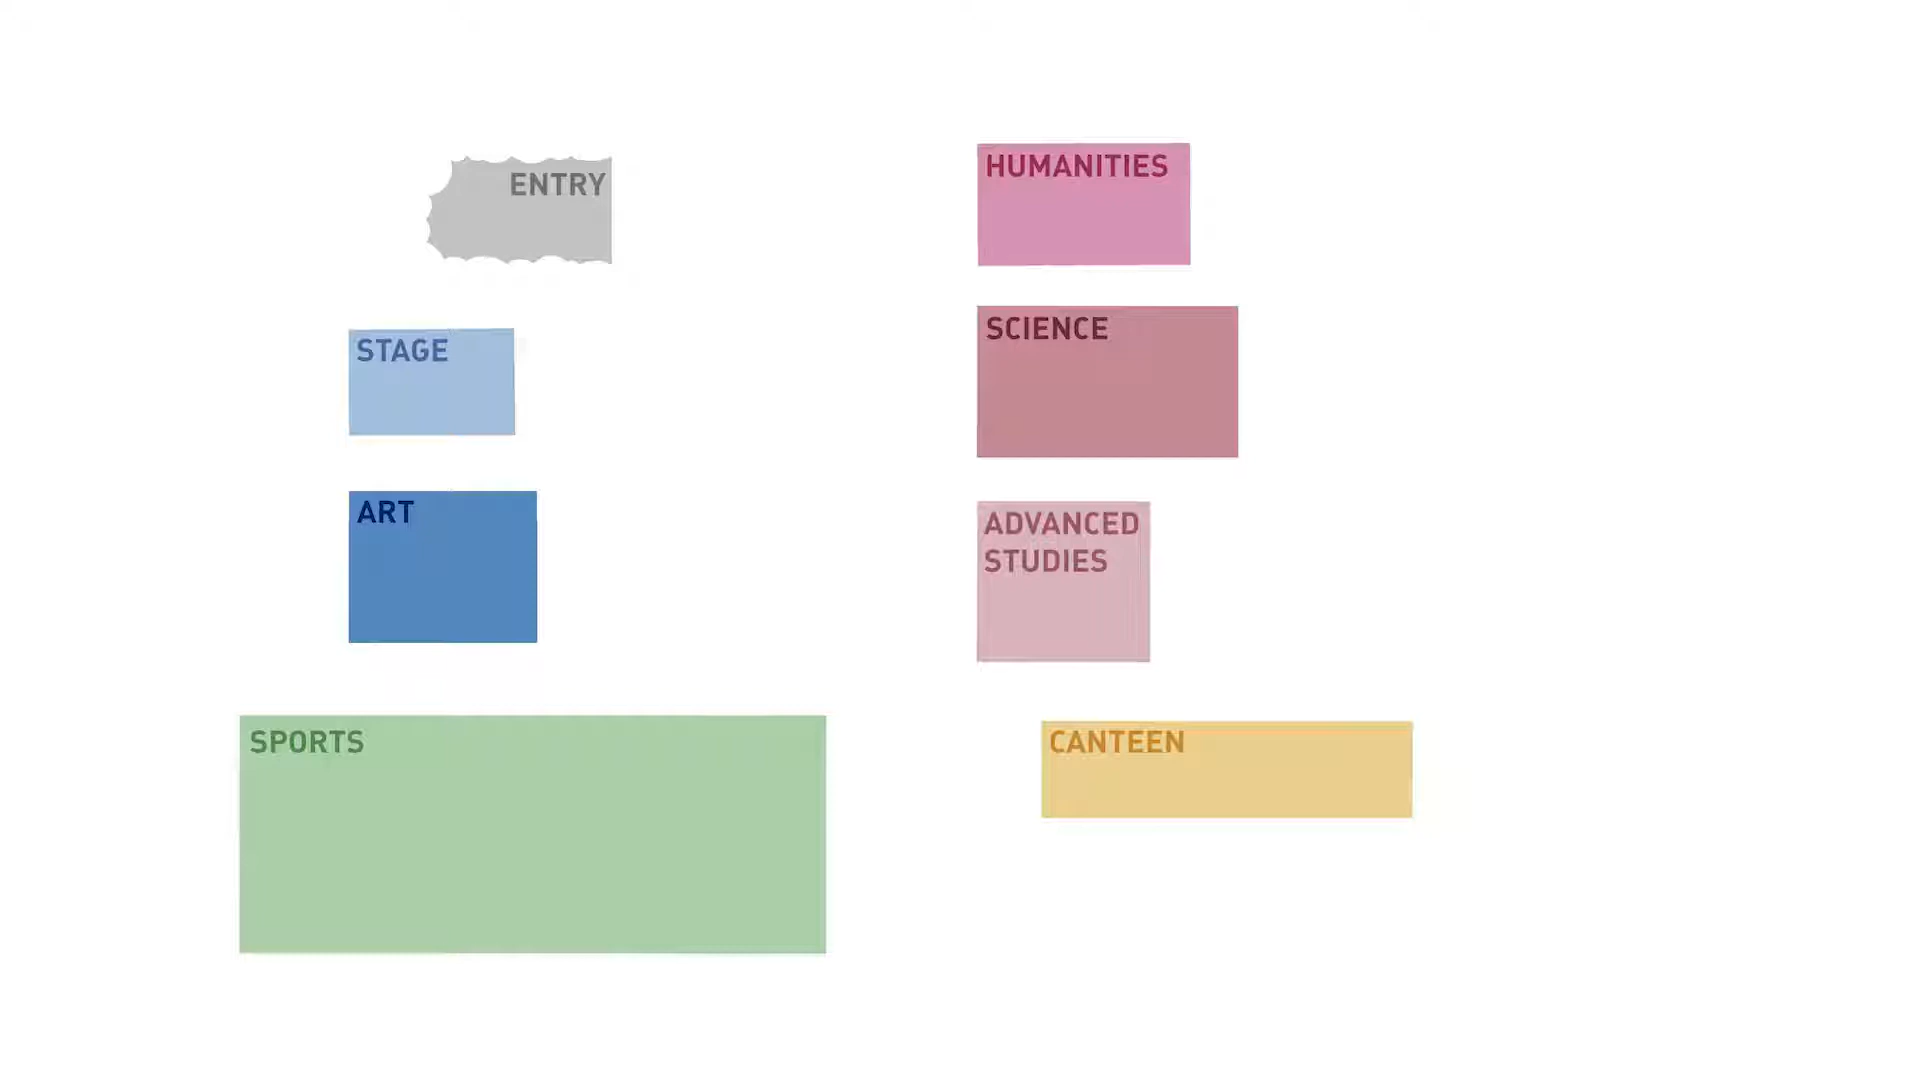 ENTRY
STAGE
ART
SPORTS
HUMANITIES
SCIENCE
ADVANCED
STUDIES
CANTEEN